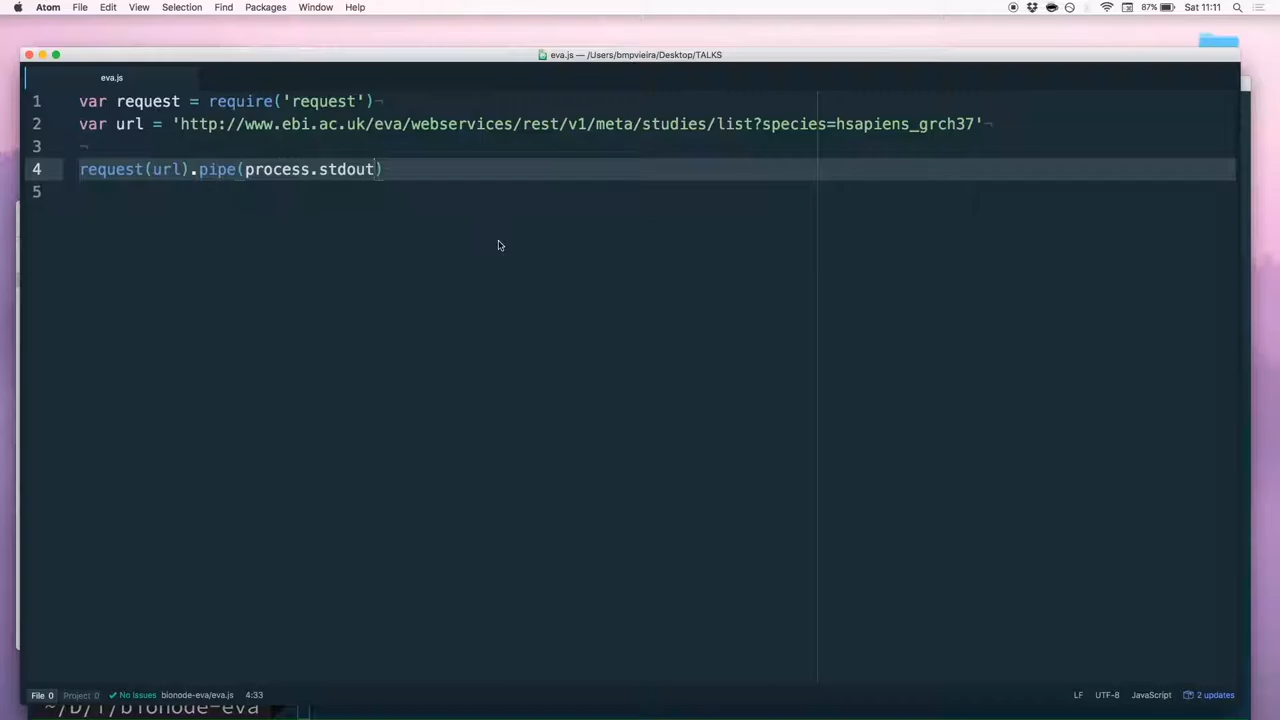 Atom File Edit View Selection Find Packages Window Help 87% Sat 11:11
eva.js — /Users/bmpvieira/Desktop/TALKS
eva.js
1 var request = require('request')¬
2 var url = 'http://www.ebi.ac.uk/eva/webservices/rest/v1/meta/studies/list?species=hsapiens_grch37'¬
3 ¬
4 request(url).pipe(process.stdout)
5
File 0 Project 0 No Issues bionode-eva/eva.js 4:33 LF UTF-8 JavaScript 2 updates
~/D/T/bionode-eva